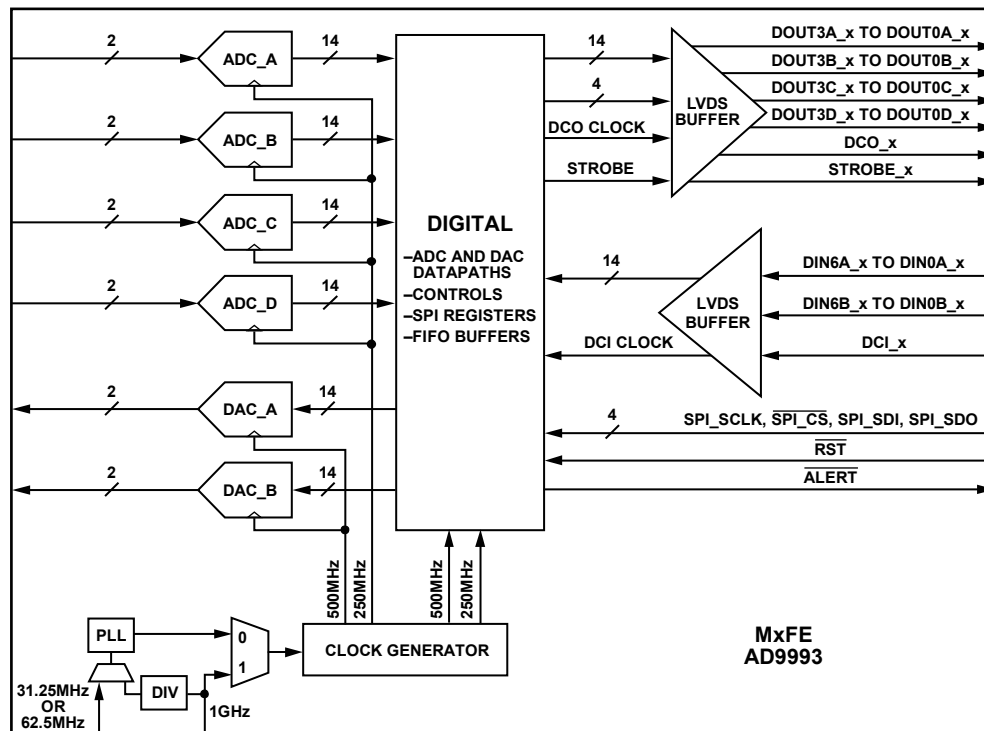 2
ADC_A
14
2
ADC_B
14
2
ADC_C
14
2
ADC_D
14
2
DAC_A
14
2
DAC_B
14
DIGITAL
–ADC AND DAC
DATAPATHS
–CONTROLS
–SPI REGISTERS
–FIFO BUFFERS
14
4
DCO CLOCK
STROBE
LVDS
BUFFER
DOUT3A_x TO DOUT0A_x
DOUT3B_x TO DOUT0B_x
DOUT3C_x TO DOUT0C_x
DOUT3D_x TO DOUT0D_x
DCO_x
STROBE_x
14
DCI CLOCK
LVDS
BUFFER
DIN6A_x TO DIN0A_x
DIN6B_x TO DIN0B_x
DCI_x
4
SPI_SCLK, SPI_CS, SPI_SDI, SPI_SDO
RST
ALERT
500MHz
250MHz
500MHz
250MHz
PLL
0
1
CLOCK GENERATOR
DIV
31.25MHz
OR
62.5MHz
1GHz
MxFE
AD9993